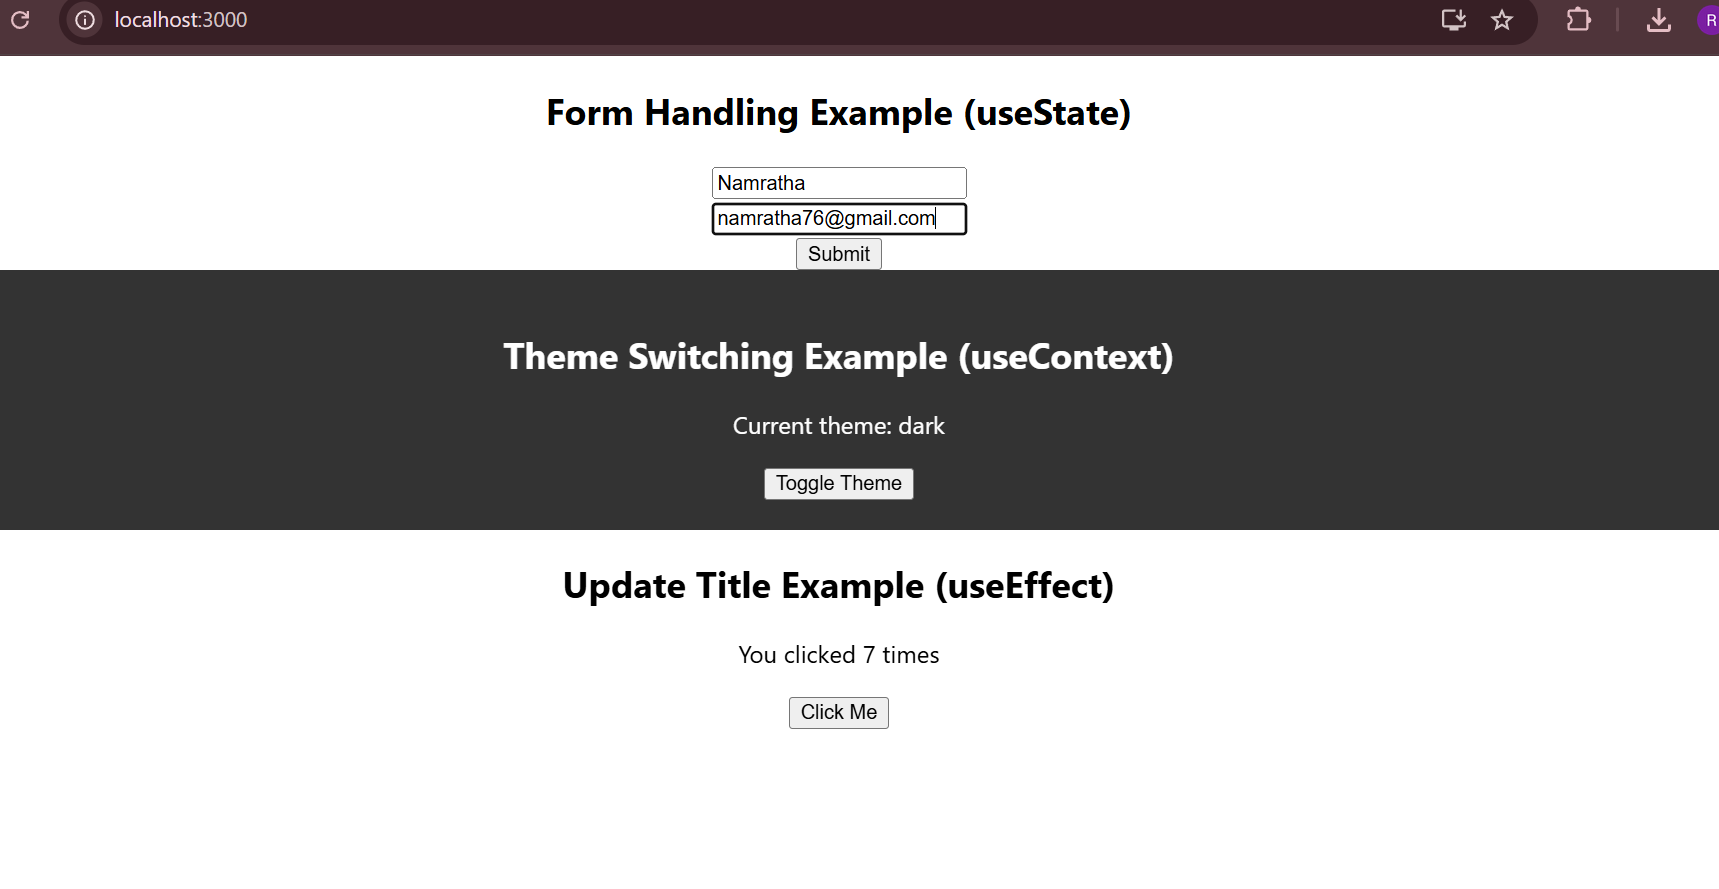 localhost:3000
R
Form Handling Example (useState)
Namratha
namratha76@gmail.com
Submit
Theme Switching Example (useContext)
Current theme: dark
Toggle Theme
Update Title Example (useEffect)
You clicked 7 times
Click Me